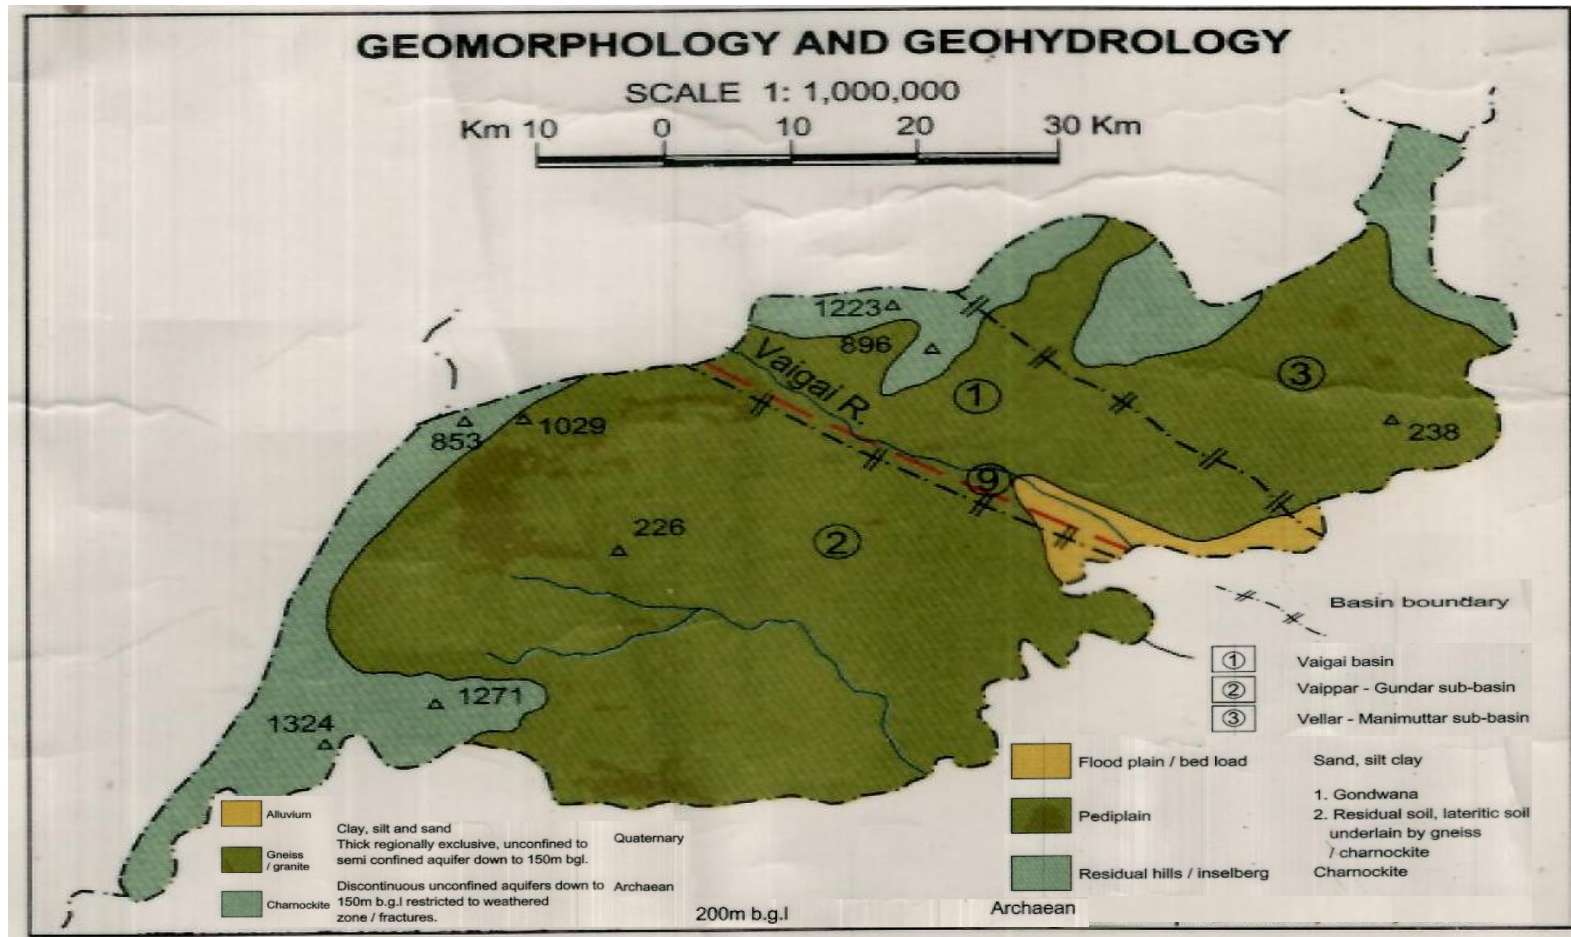 GEOMORPHOLOGY AND GEOHYDROLOGY
SCALE 1: 1,000,000
Km 10 0 10 20 30 Km
1223
896
Vaigai R.
1
3
238
853
1029
9
226
2
1271
1324
Basin boundary
1 Vaigai basin
2 Vaippar - Gundar sub-basin
3 Vellar - Manimuttar sub-basin
Flood plain / bed load Sand, silt clay
Pediplain
1. Gondwana
2. Residual soil, lateritic soil
underlain by gneiss
/ charnockite
Residual hills / inselberg Charnockite
Archaean
Alluvium
Clay, silt and sand
Thick regionally exclusive, unconfined to
semi confined aquifer down to 150m bgl.
Quaternary
Gneiss
/ granite
Charnockite
Discontinuous unconfined aquifers down to
150m b.g.l restricted to weathered
zone / fractures.
Archaean
200m b.g.l